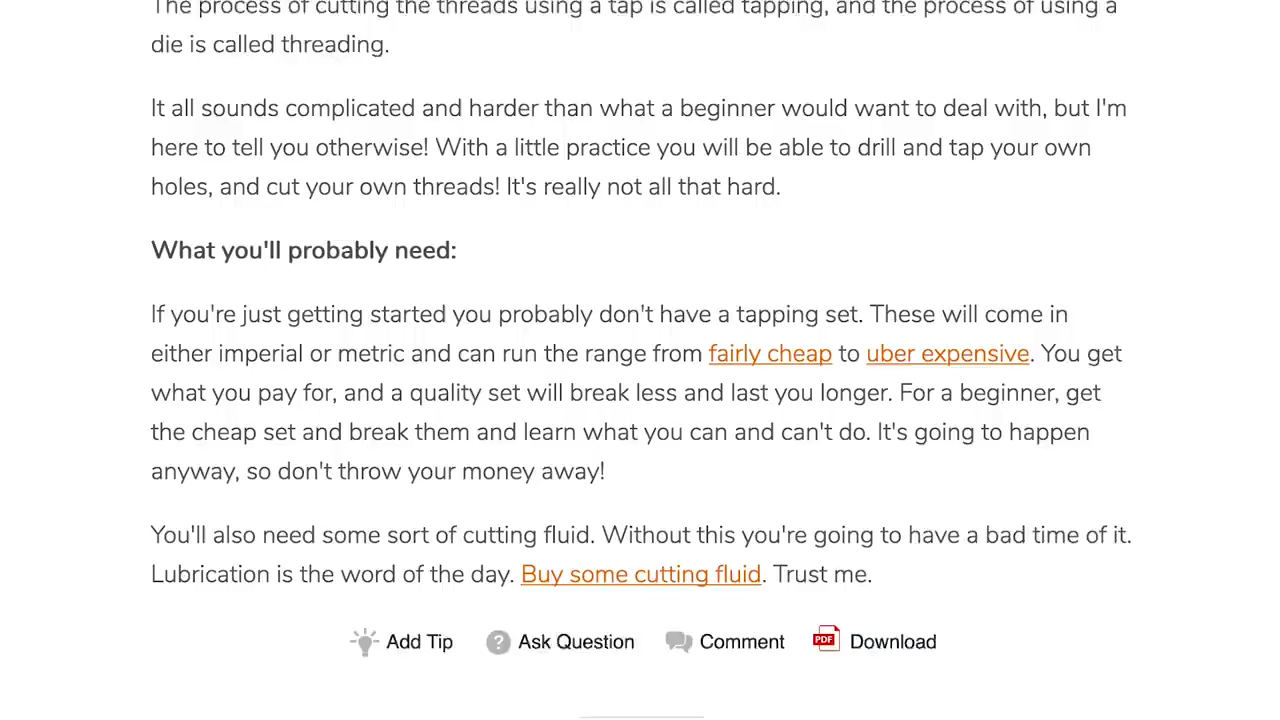 The process of cutting the threads using a tap is called tapping, and the process of using a
die is called threading.
It all sounds complicated and harder than what a beginner would want to deal with, but I'm
here to tell you otherwise! With a little practice you will be able to drill and tap your own
holes, and cut your own threads! It's really not all that hard.
What you'll probably need:
If you're just getting started you probably don't have a tapping set. These will come in
either imperial or metric and can run the range from fairly cheap to uber expensive. You get
what you pay for, and a quality set will break less and last you longer. For a beginner, get
the cheap set and break them and learn what you can and can't do. It's going to happen
anyway, so don't throw your money away!
You'll also need some sort of cutting fluid. Without this you're going to have a bad time of it.
Lubrication is the word of the day. Buy some cutting fluid. Trust me.
Add Tip ? Ask Question Comment PDF Download